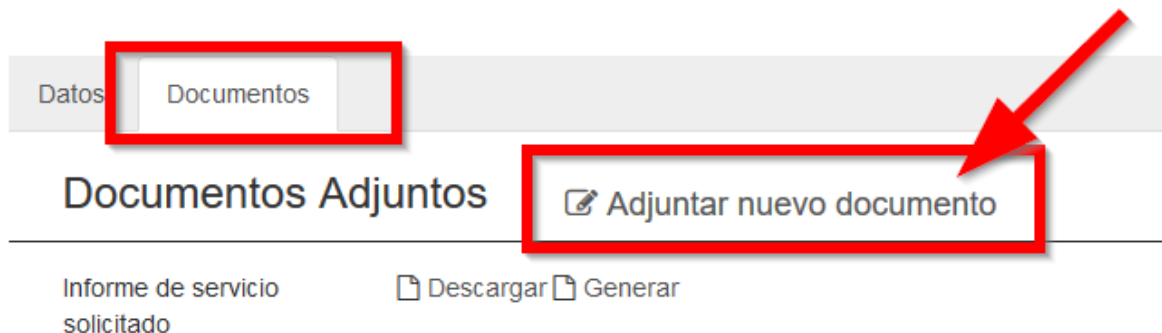 Datos Documentos
Documentos Adjuntos Adjuntar nuevo documento
Informe de servicio Descargar Generar
solicitado